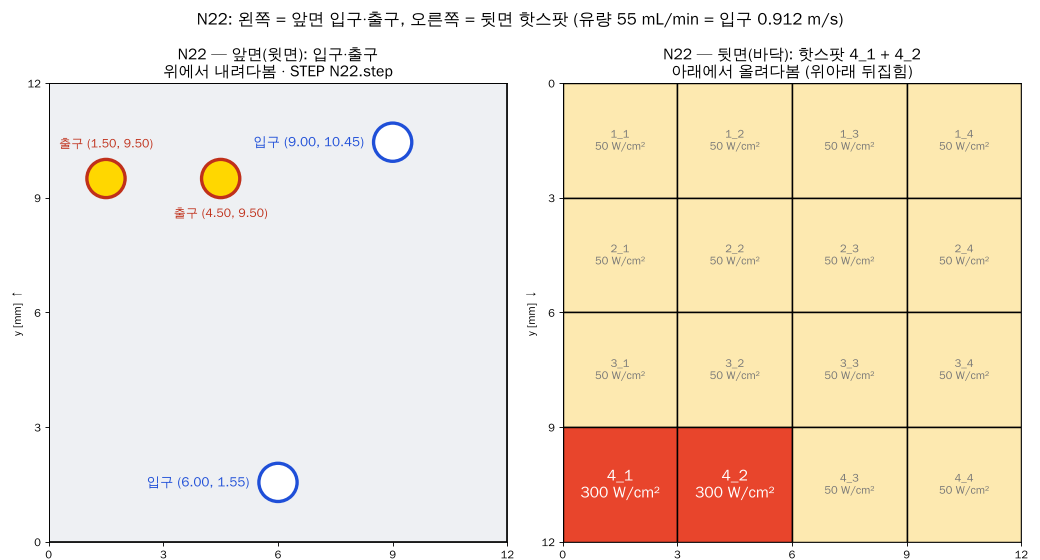 N22: 왼쪽 = 앞면 입구·출구, 오른쪽 = 뒷면 핫스팟 (유량 55 mL/min = 입구 0.912 m/s)
N22 — 앞면(윗면): 입구·출구
위에서 내려다봄 · STEP N22.step
12
9
6
3
0
y [mm] ↑
출구 (1.50, 9.50)
출구 (4.50, 9.50)
입구 (9.00, 10.45)
입구 (6.00, 1.55)
0
3
6
9
12
N22 — 뒷면(바닥): 핫스팟 4_1 + 4_2
아래에서 올려다봄 (위아래 뒤집힘)
0
3
6
9
12
y [mm] ↓
1_1
50 W/cm²
1_2
50 W/cm²
1_3
50 W/cm²
1_4
50 W/cm²
2_1
50 W/cm²
2_2
50 W/cm²
2_3
50 W/cm²
2_4
50 W/cm²
3_1
50 W/cm²
3_2
50 W/cm²
3_3
50 W/cm²
3_4
50 W/cm²
4_1
300 W/cm²
4_2
300 W/cm²
4_3
50 W/cm²
4_4
50 W/cm²
0
3
6
9
12